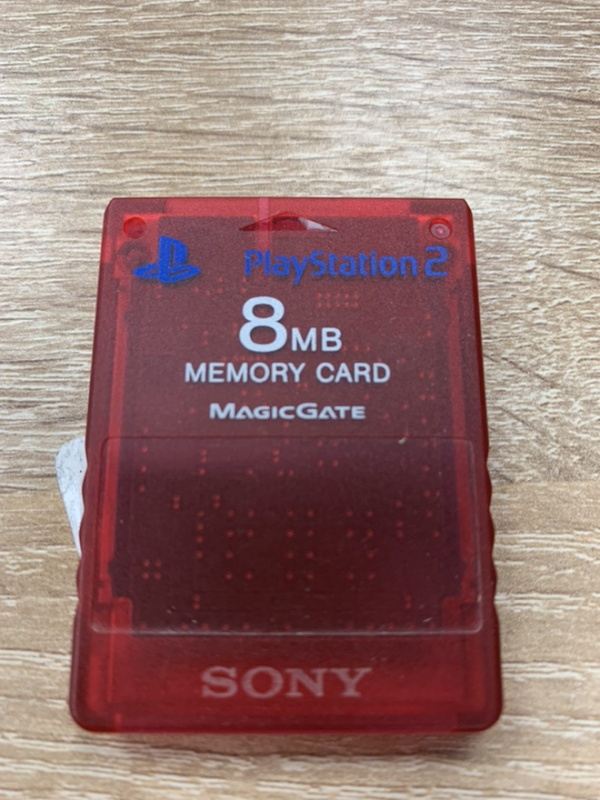 PlayStation 2
8MB
MEMORY CARD
MAGICGATE
SONY